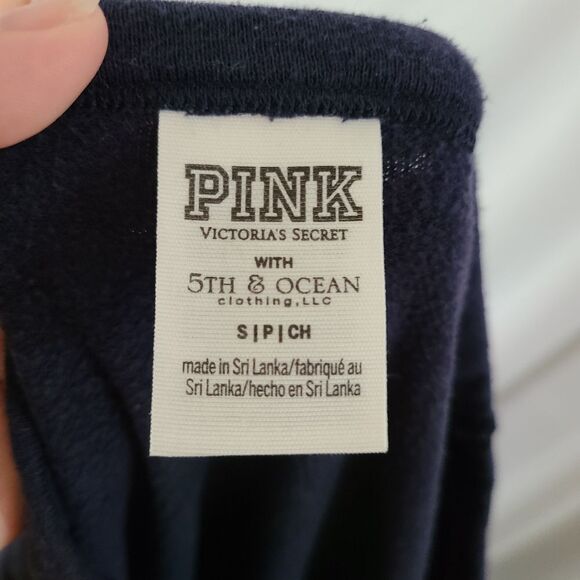 PINK
VICTORIA'S SECRET
WITH
5TH & OCEAN
clothing, LLC
S|P|CH
made in Sri Lanka/fabriqué au
Sri Lanka/hecho en Sri Lanka